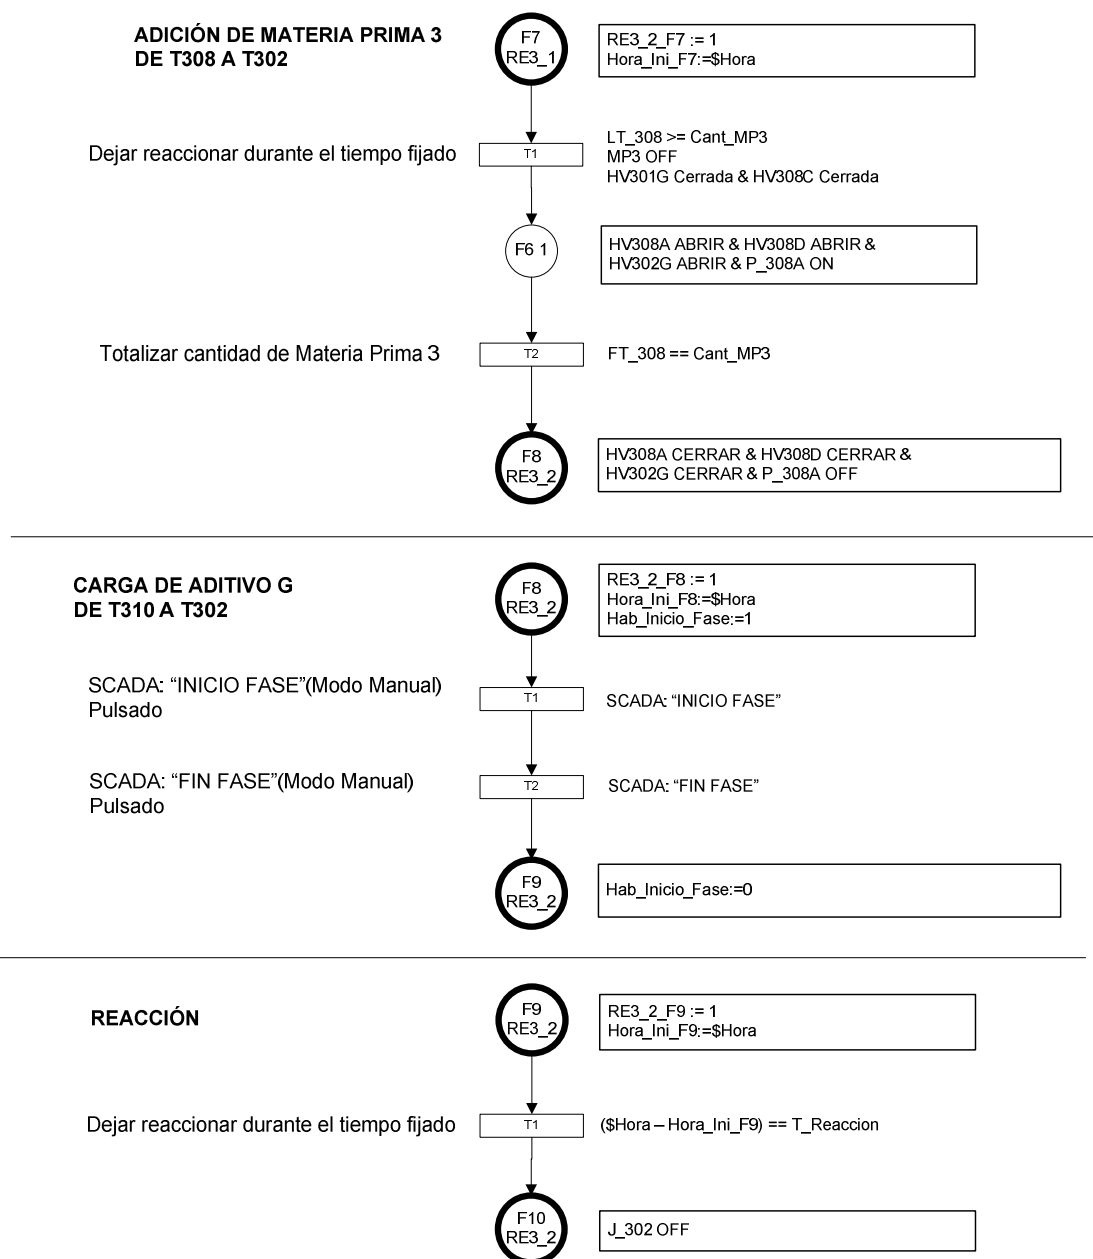 ADICIÓN DE MATERIA PRIMA 3
DE T308 A T302
F7
RE3_1
RE3_2_F7 := 1
Hora_Ini_F7:=$Hora
Dejar reaccionar durante el tiempo fijado
T1
LT_308 >= Cant_MP3
MP3 OFF
HV301G Cerrada & HV308C Cerrada
F6 1
HV308A ABRIR & HV308D ABRIR &
HV302G ABRIR & P_308A ON
Totalizar cantidad de Materia Prima 3
T2
FT_308 == Cant_MP3
F8
RE3_2
HV308A CERRAR & HV308D CERRAR &
HV302G CERRAR & P_308A OFF
CARGA DE ADITIVO G
DE T310 A T302
F8
RE3_2
RE3_2_F8 := 1
Hora_Ini_F8:=$Hora
Hab_Inicio_Fase:=1
SCADA: “INICIO FASE”(Modo Manual)
Pulsado
T1
SCADA: “INICIO FASE”
SCADA: “FIN FASE”(Modo Manual)
Pulsado
T2
SCADA: “FIN FASE”
F9
RE3_2
Hab_Inicio_Fase:=0
REACCIÓN
F9
RE3_2
RE3_2_F9 := 1
Hora_Ini_F9:=$Hora
Dejar reaccionar durante el tiempo fijado
T1
($Hora – Hora_Ini_F9) == T_Reaccion
F10
RE3_2
J_302 OFF